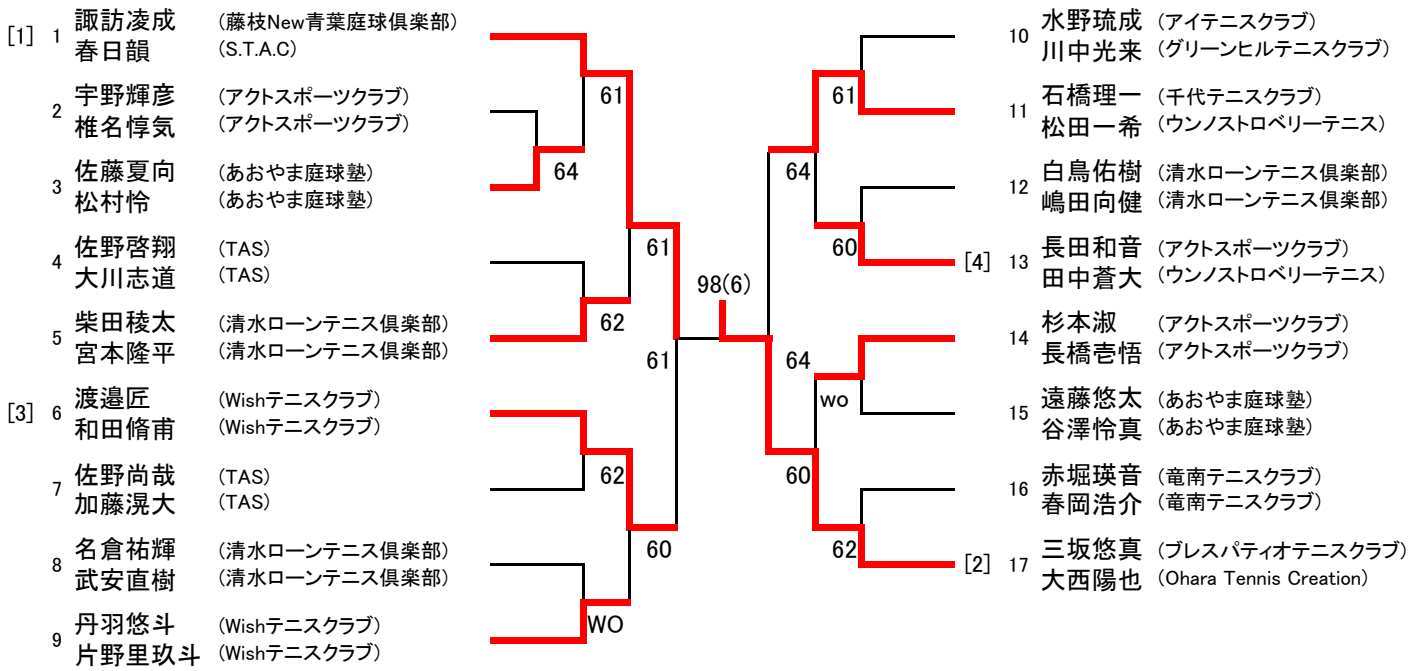 [1] 1 諏訪凌成 (藤枝New青葉庭球倶楽部)
春日韻 (S.T.A.C)
2 宇野輝彦 (アクトスポーツクラブ)
椎名惇気 (アクトスポーツクラブ)
3 佐藤夏向 (あおやま庭球塾)
松村怜 (あおやま庭球塾)
4 佐野啓翔 (TAS)
大川志道 (TAS)
5 柴田稜太 (清水ローンテニス倶楽部)
宮本隆平 (清水ローンテニス倶楽部)
[3] 6 渡邉匠 (Wishテニスクラブ)
和田脩甫 (Wishテニスクラブ)
7 佐野尚哉 (TAS)
加藤滉大 (TAS)
8 名倉祐輝 (清水ローンテニス倶楽部)
武安直樹 (清水ローンテニス倶楽部)
9 丹羽悠斗 (Wishテニスクラブ)
片野里玖斗 (Wishテニスクラブ)
61
64
61
62
61
62
60
WO
98(6)
61
64
60
64
wo
60
62
10 水野琉成 (アイテニスクラブ)
川中光来 (グリーンヒルテニスクラブ)
11 石橋理一 (千代テニスクラブ)
松田一希 (ウンノストロベリーテニス)
12 白鳥佑樹 (清水ローンテニス倶楽部)
嶋田向健 (清水ローンテニス倶楽部)
[4] 13 長田和音 (アクトスポーツクラブ)
田中蒼大 (ウンノストロベリーテニス)
14 杉本淑 (アクトスポーツクラブ)
長橋壱悟 (アクトスポーツクラブ)
15 遠藤悠太 (あおやま庭球塾)
谷澤怜真 (あおやま庭球塾)
16 赤堀瑛音 (竜南テニスクラブ)
春岡浩介 (竜南テニスクラブ)
[2] 17 三坂悠真 (ブレスパティオテニスクラブ)
大西陽也 (Ohara Tennis Creation)